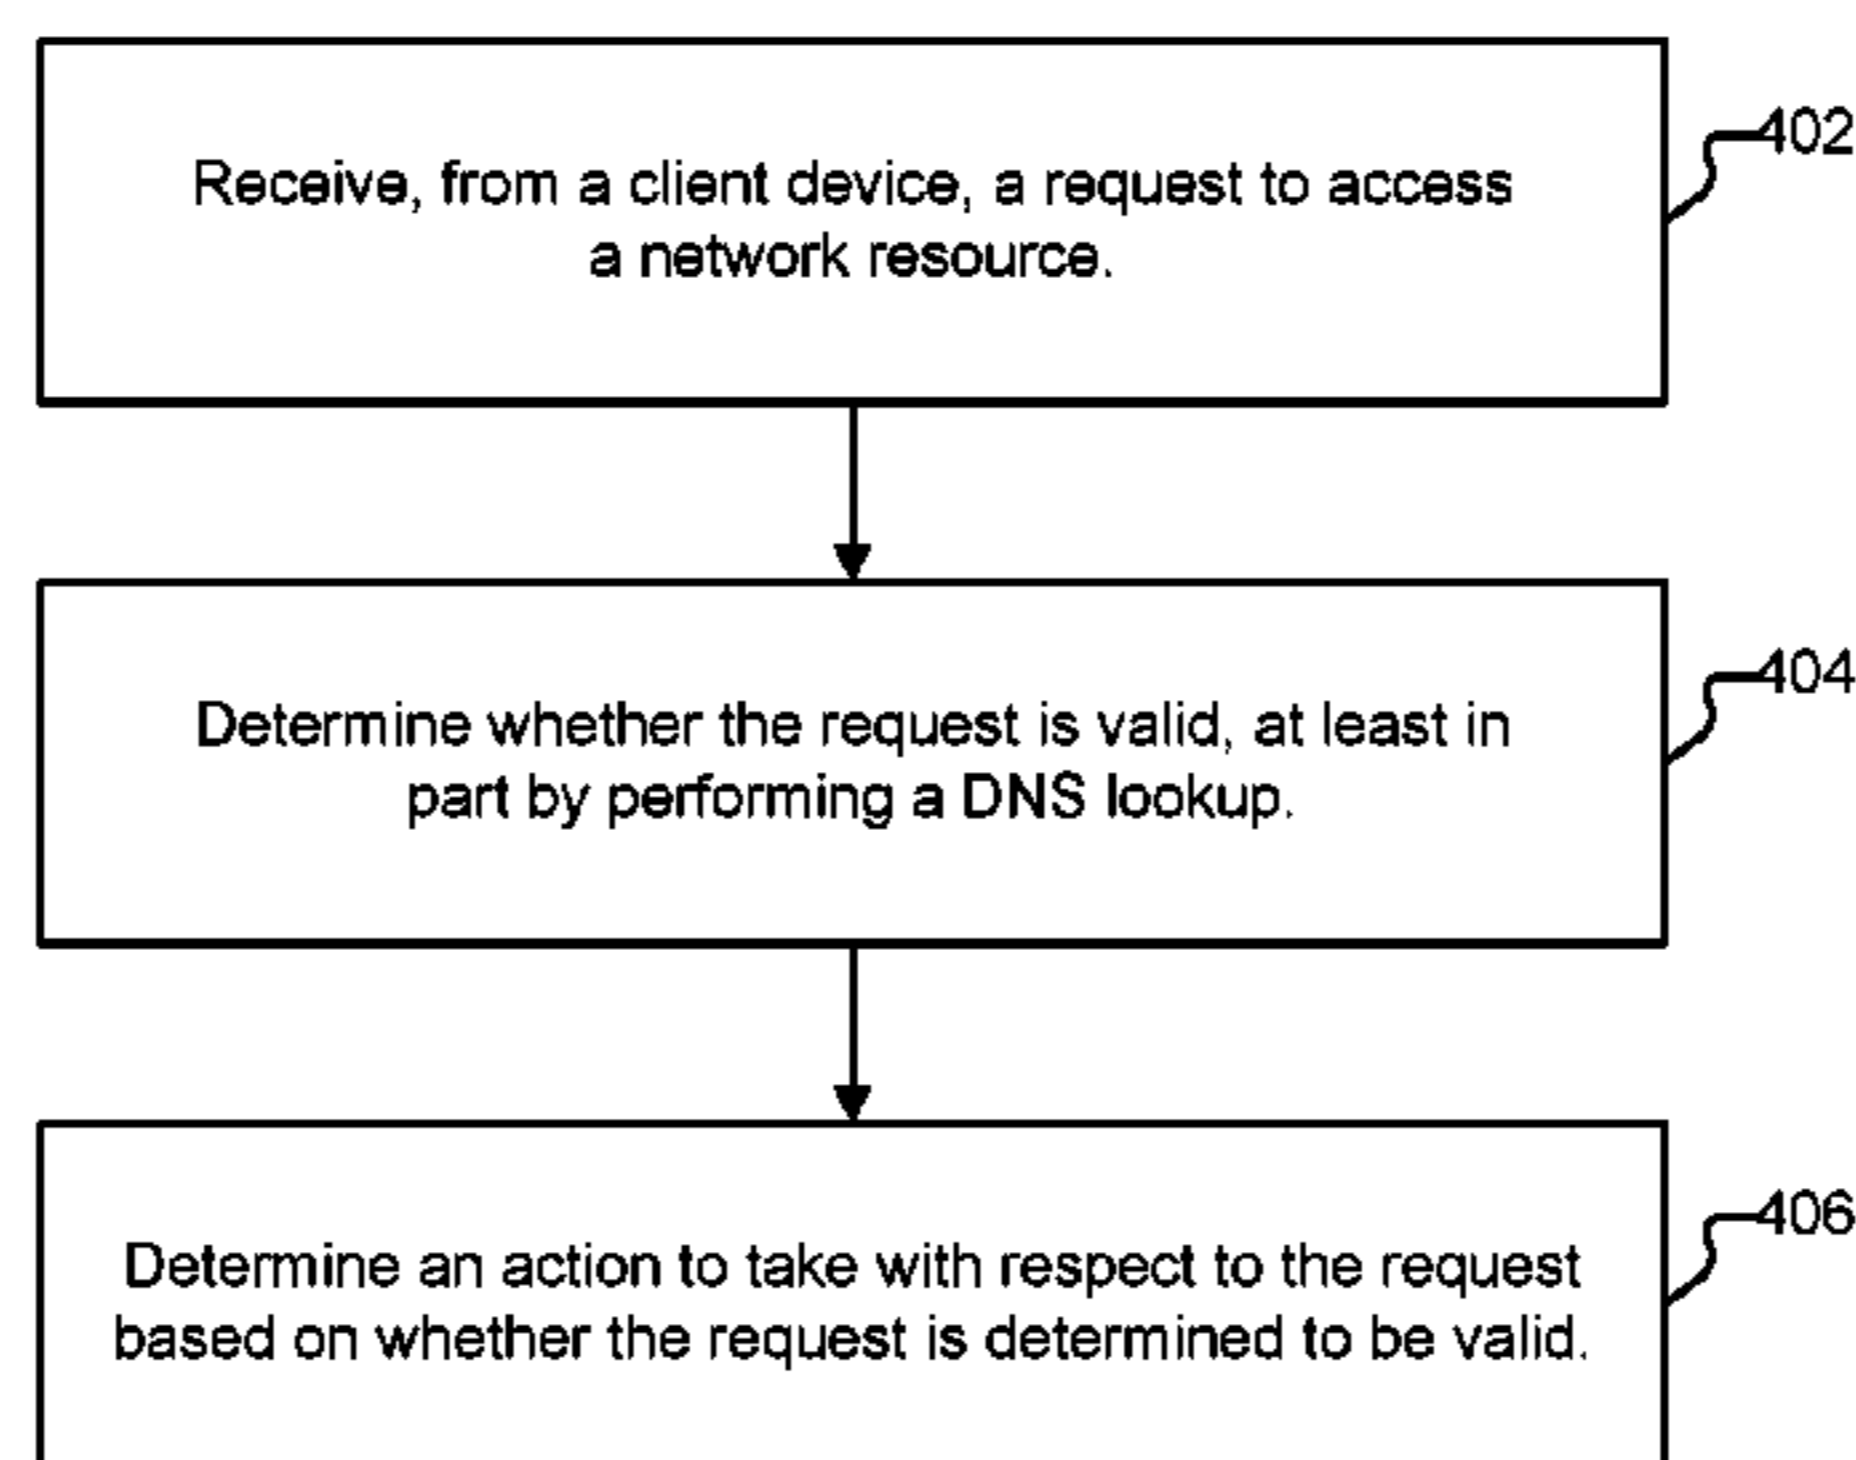 Receive, from a client device, a request to access
a network resource.
402
Determine whether the request is valid, at least in
part by performing a DNS lookup.
404
Determine an action to take with respect to the request
based on whether the request is determined to be valid.
406